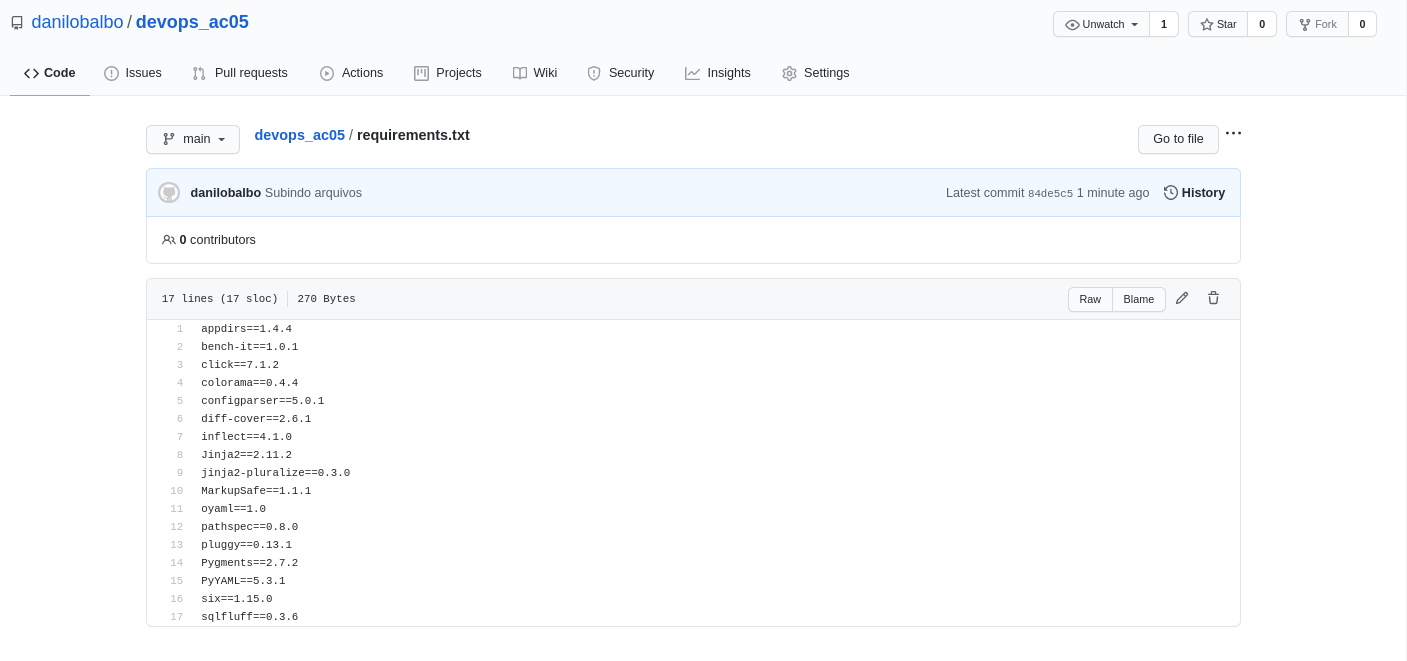 danilobalbo / devops_ac05
Unwatch 1 Star 0 Fork 0
Code Issues Pull requests Actions Projects Wiki Security Insights Settings
main devops_ac05 / requirements.txt Go to file ...
danilobalbo Subindo arquivos Latest commit 84de5c5 1 minute ago History
0 contributors
17 lines (17 sloc) 270 Bytes Raw Blame
1 appdirs==1.4.4
2 bench-it==1.0.1
3 click==7.1.2
4 colorama==0.4.4
5 configparser==5.0.1
6 diff-cover==2.6.1
7 inflect==4.1.0
8 Jinja2==2.11.2
9 jinja2-pluralize==0.3.0
10 MarkupSafe==1.1.1
11 oyaml==1.0
12 pathspec==0.8.0
13 pluggy==0.13.1
14 Pygments==2.7.2
15 PyYAML==5.3.1
16 six==1.15.0
17 sqlfluff==0.3.6